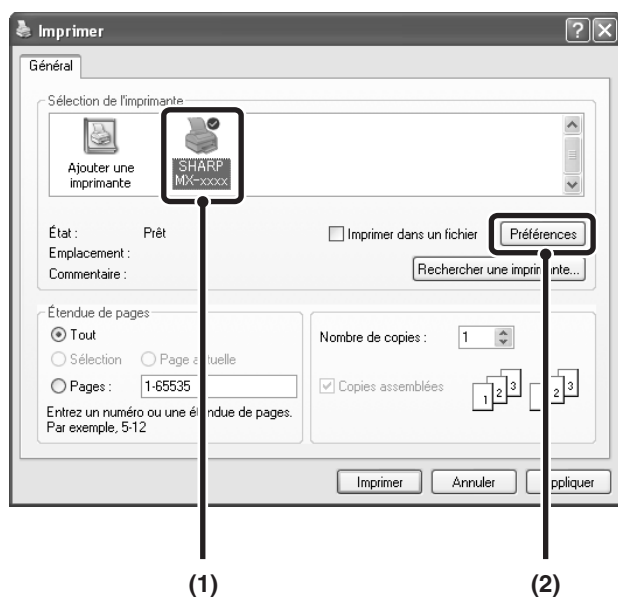 Imprimer
Général
Sélection de l'imprimante
Ajouter une
imprimante
SHARP
MX-xxxx
État : Prêt
Emplacement :
Commentaire :
Imprimer dans un fichier
Préférences
Rechercher une imprimante...
Étendue de pages
Tout
Sélection
Page actuelle
Pages : 1-65535
Entrez un numéro ou une étendue de pages.
Par exemple, 5-12
Nombre de copies : 1
Copies assemblées
1 2 3
1 2 3
Imprimer Annuler Appliquer
(1) (2)